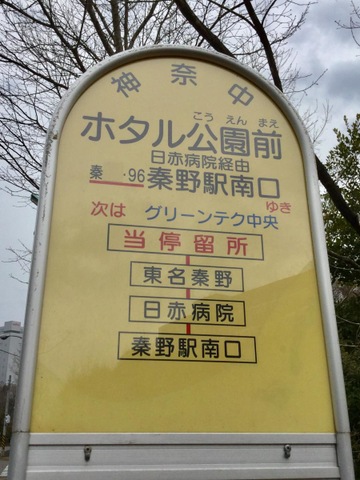 神奈中
こうえんまえ
ホタル公園前
日赤病院経由
秦・96 秦野駅南口
ゆき
次は グリーンテク中央
当停留所
東名秦野
日赤病院
秦野駅南口